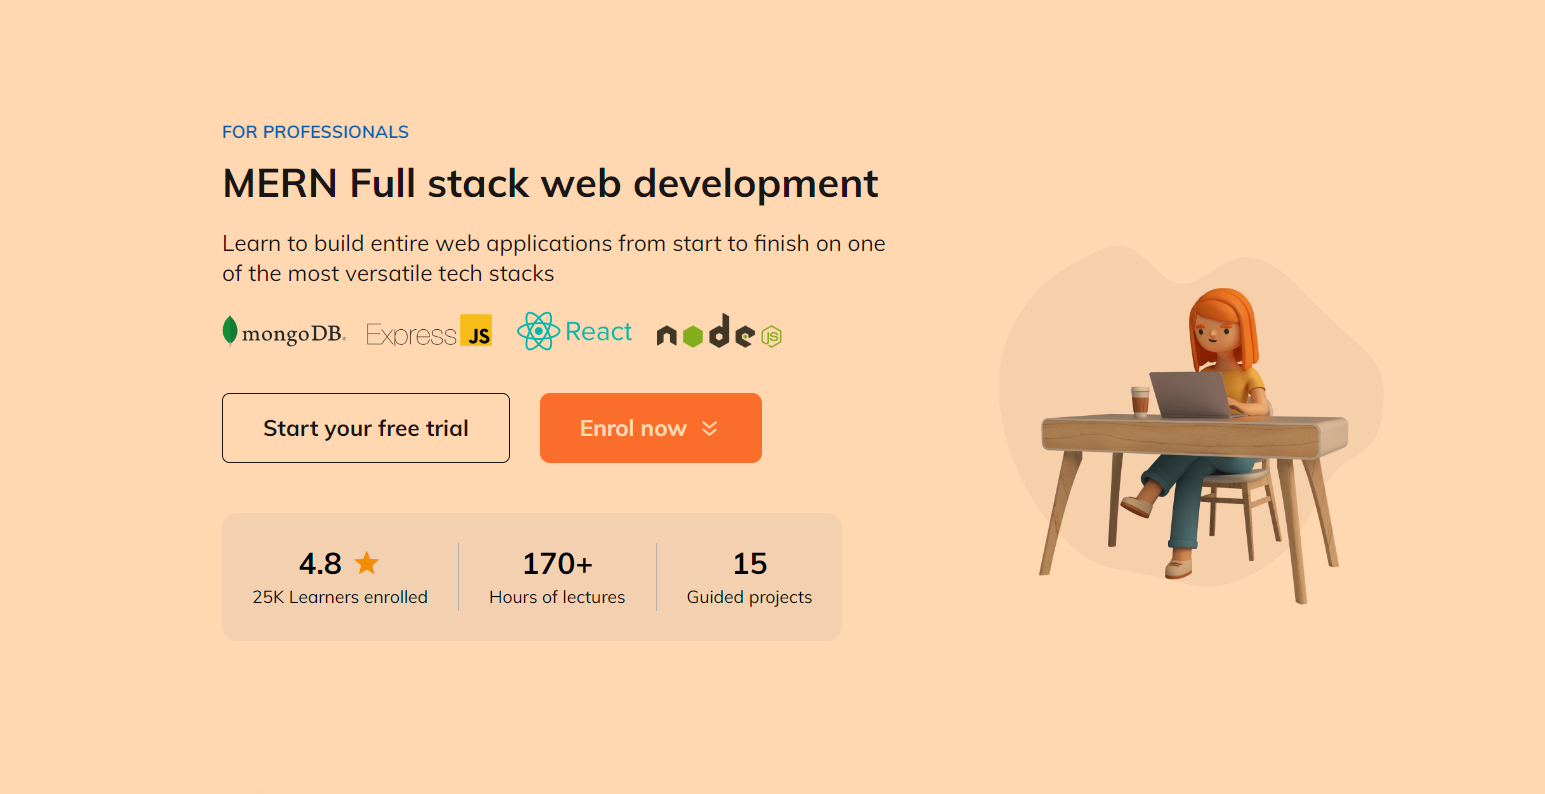 FOR PROFESSIONALS
MERN Full stack web development
Learn to build entire web applications from start to finish on one
of the most versatile tech stacks
mongoDB. Express JS React node JS
Start your free trial Enrol now
4.8 170+ 15
25K Learners enrolled Hours of lectures Guided projects